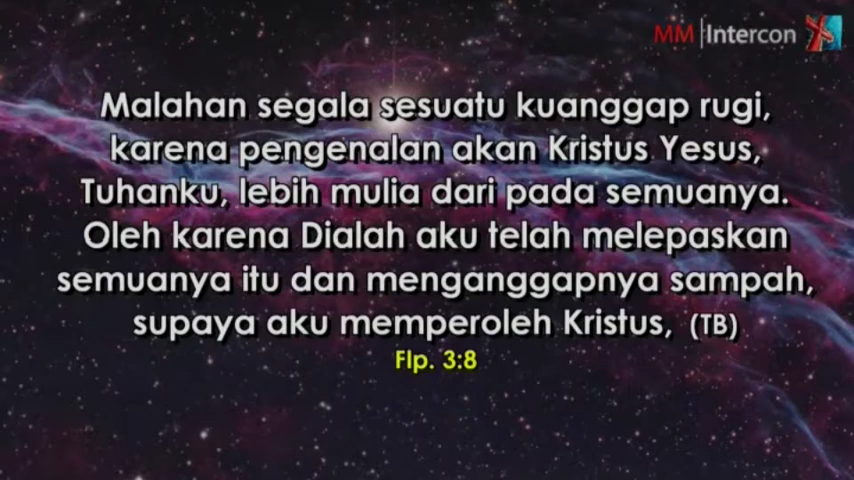 MM | Intercon
Malahan segala sesuatu kuanggap rugi,
karena pengenalan akan Kristus Yesus,
Tuhanku, lebih mulia dari pada semuanya.
Oleh karena Dialah aku telah melepaskan
semuanya itu dan menganggapnya sampah,
supaya aku memperoleh Kristus, (TB)
Flp. 3:8